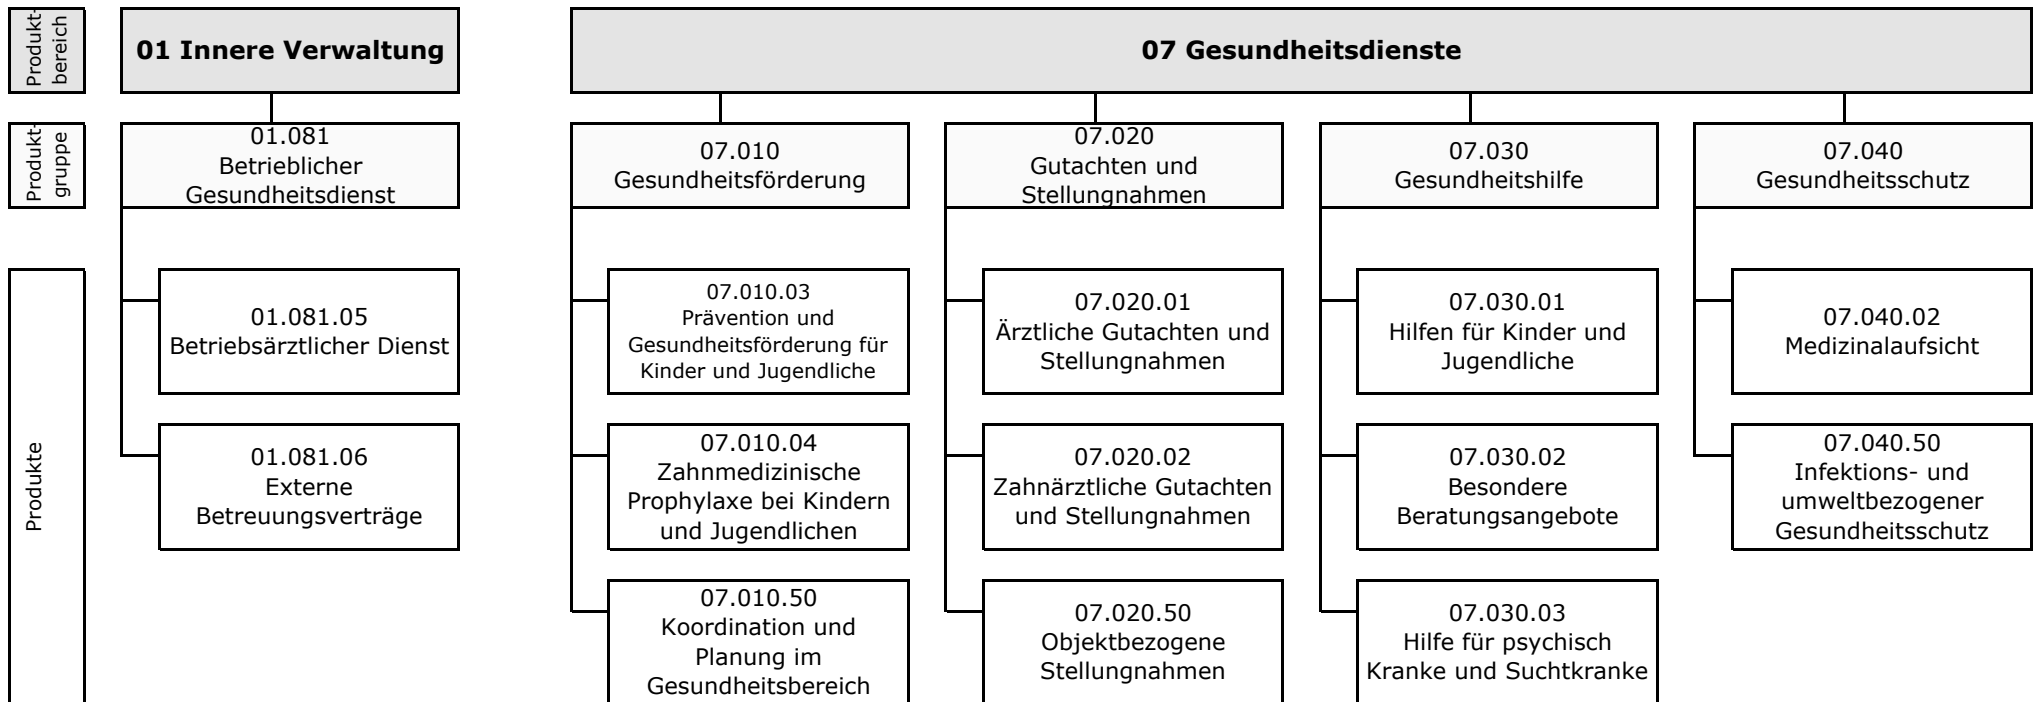 Produkt-
bereich
01 Innere Verwaltung
07 Gesundheitsdienste
Produkt-
gruppe
01.081
Betrieblicher
Gesundheitsdienst
07.010
Gesundheitsförderung
07.020
Gutachten und
Stellungnahmen
07.030
Gesundheitshilfe
07.040
Gesundheitsschutz
Produkte
01.081.05
Betriebsärztlicher Dienst
07.010.03
Prävention und
Gesundheitsförderung für
Kinder und Jugendliche
07.020.01
Ärztliche Gutachten und
Stellungnahmen
07.030.01
Hilfen für Kinder und
Jugendliche
07.040.02
Medizinalaufsicht
01.081.06
Externe
Betreuungsverträge
07.010.04
Zahnmedizinische
Prophylaxe bei Kindern
und Jugendlichen
07.020.02
Zahnärztliche Gutachten
und Stellungnahmen
07.030.02
Besondere
Beratungsangebote
07.040.50
Infektions- und
umweltbezogener
Gesundheitsschutz
07.010.50
Koordination und
Planung im
Gesundheitsbereich
07.020.50
Objektbezogene
Stellungnahmen
07.030.03
Hilfe für psychisch
Kranke und Suchtkranke